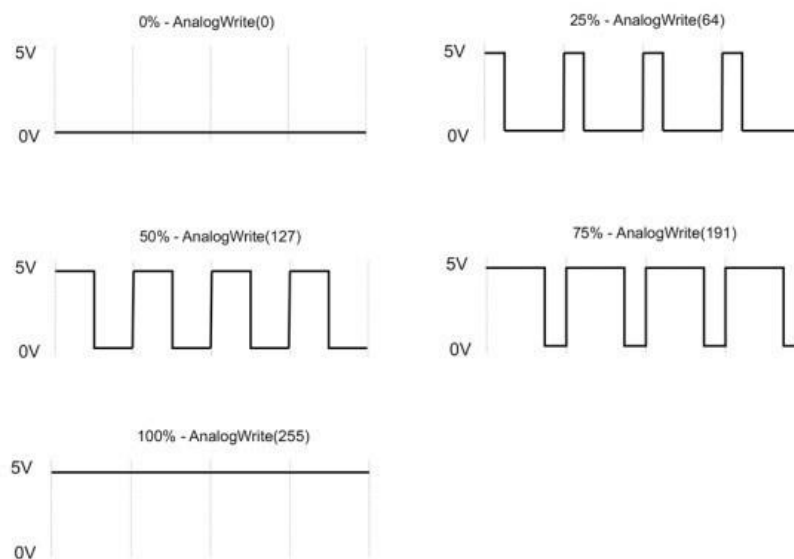 0% - AnalogWrite(0)
5V
0V
25% - AnalogWrite(64)
5V
0V
50% - AnalogWrite(127)
5V
0V
75% - AnalogWrite(191)
5V
0V
100% - AnalogWrite(255)
5V
0V